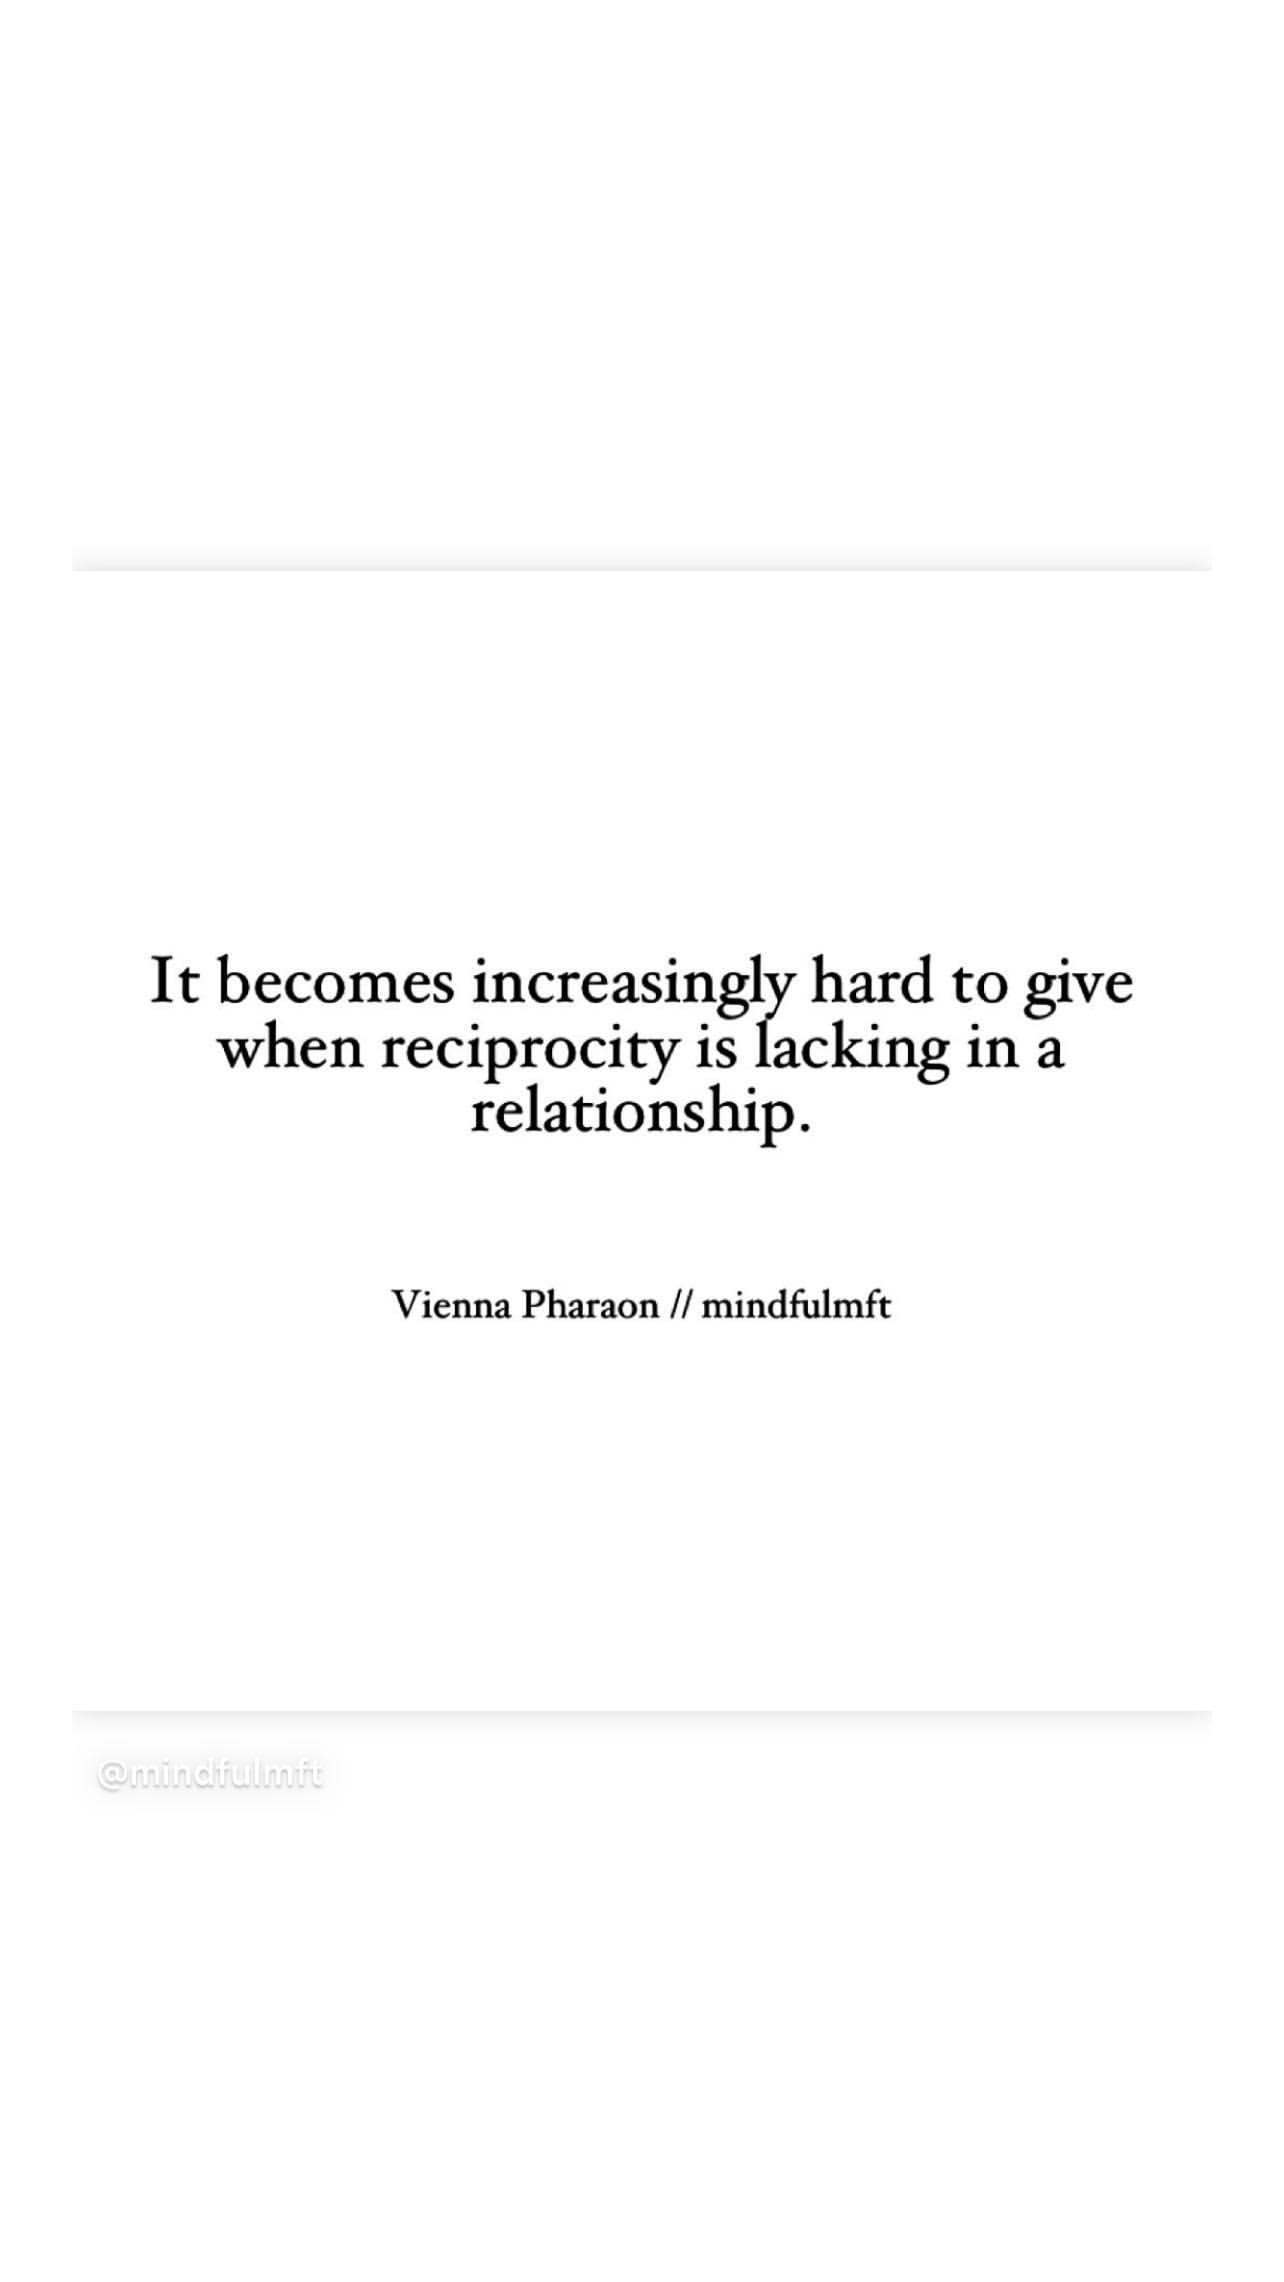 It becomes increasingly hard to give
when reciprocity is lacking in a
relationship.
Vienna Pharaon // mindfulmft
@mindfulmft